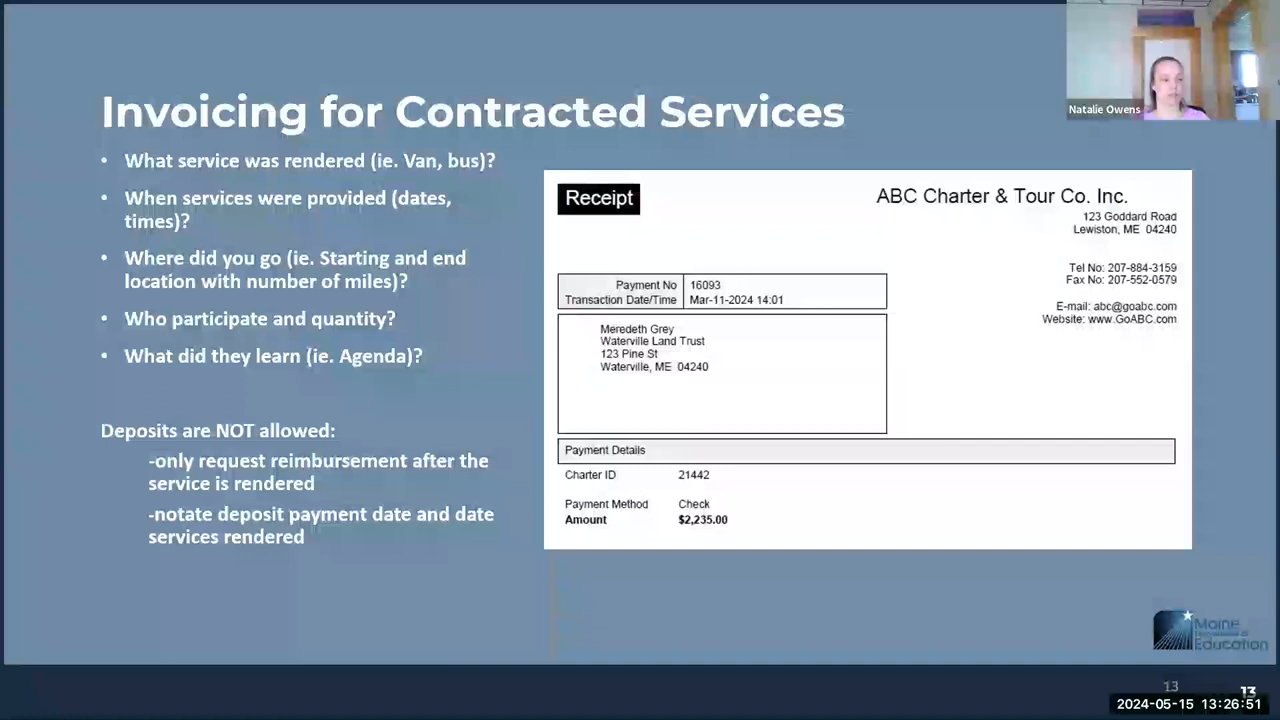 Natalie Owens
Invoicing for Contracted Services
• What service was rendered (ie. Van, bus)?
• When services were provided (dates,
times)?
• Where did you go (ie. Starting and end
location with number of miles)?
• Who participate and quantity?
• What did they learn (ie. Agenda)?
Deposits are NOT allowed:
-only request reimbursement after the
service is rendered
-notate deposit payment date and date
services rendered
Receipt
ABC Charter & Tour Co. Inc.
123 Goddard Road
Lewiston, ME 04240
Tel No: 207-884-3159
Fax No: 207-552-0579
E-mail: abc@goabc.com
Website: www.GoABC.com
Payment No 16093
Transaction Date/Time Mar-11-2024 14:01
Meredeth Grey
Waterville Land Trust
123 Pine St
Waterville, ME 04240
Payment Details
Charter ID 21442
Payment Method Check
Amount $2,235.00
Maine
Education
13
13
2024-05-15 13:26:51